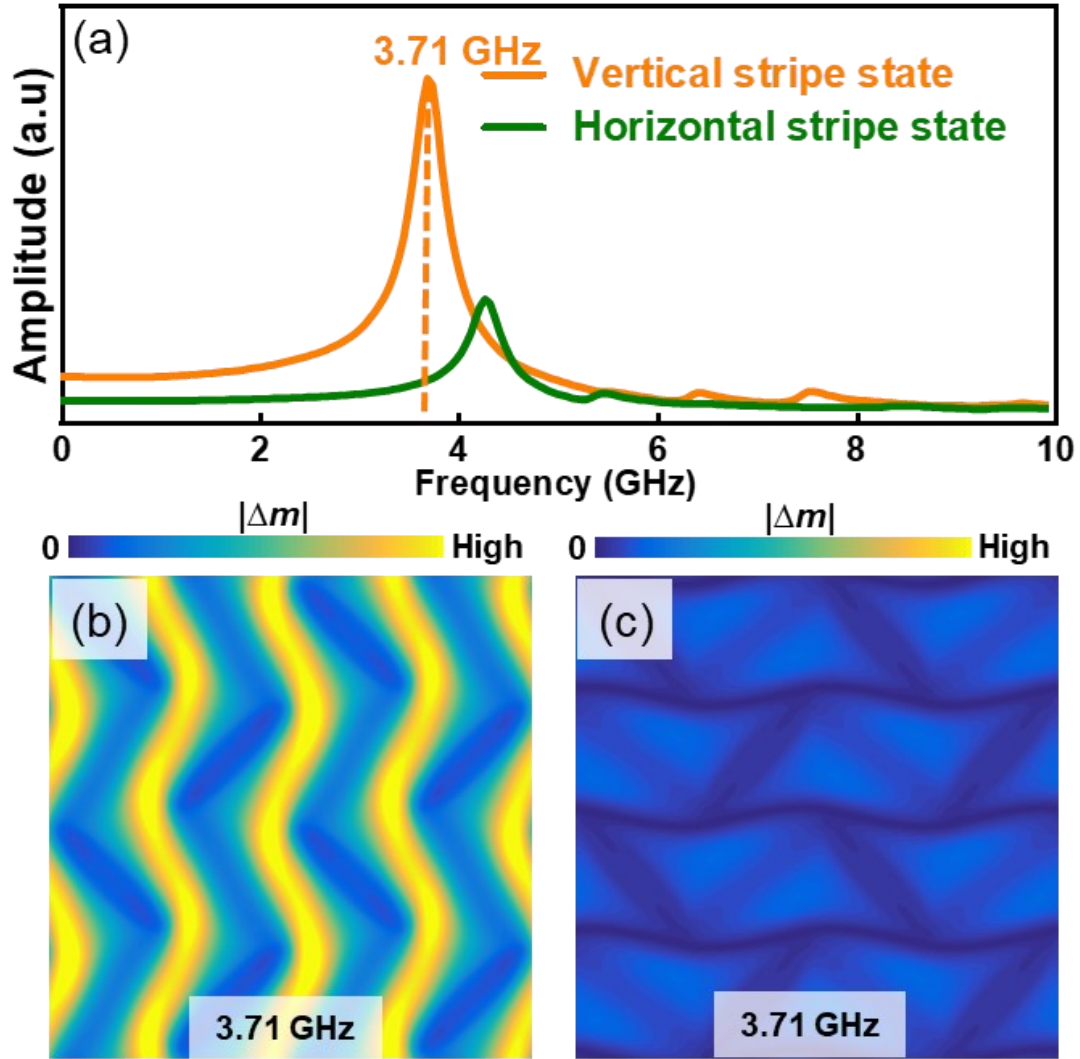 (a)
3.71 GHz
Vertical stripe state
Horizontal stripe state
Amplitude (a.u)
0 2 4 6 8 10
Frequency (GHz)
|Δm| |Δm|
0 High 0 High
(b) (c)
3.71 GHz 3.71 GHz